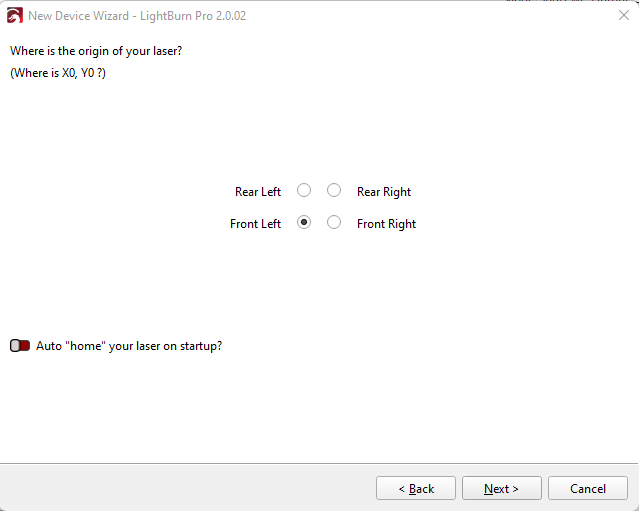 New Device Wizard - LightBurn Pro 2.0.02
Where is the origin of your laser?
(Where is X0, Y0 ?)
Rear Left Rear Right
Front Left Front Right
Auto "home" your laser on startup?
< Back Next > Cancel